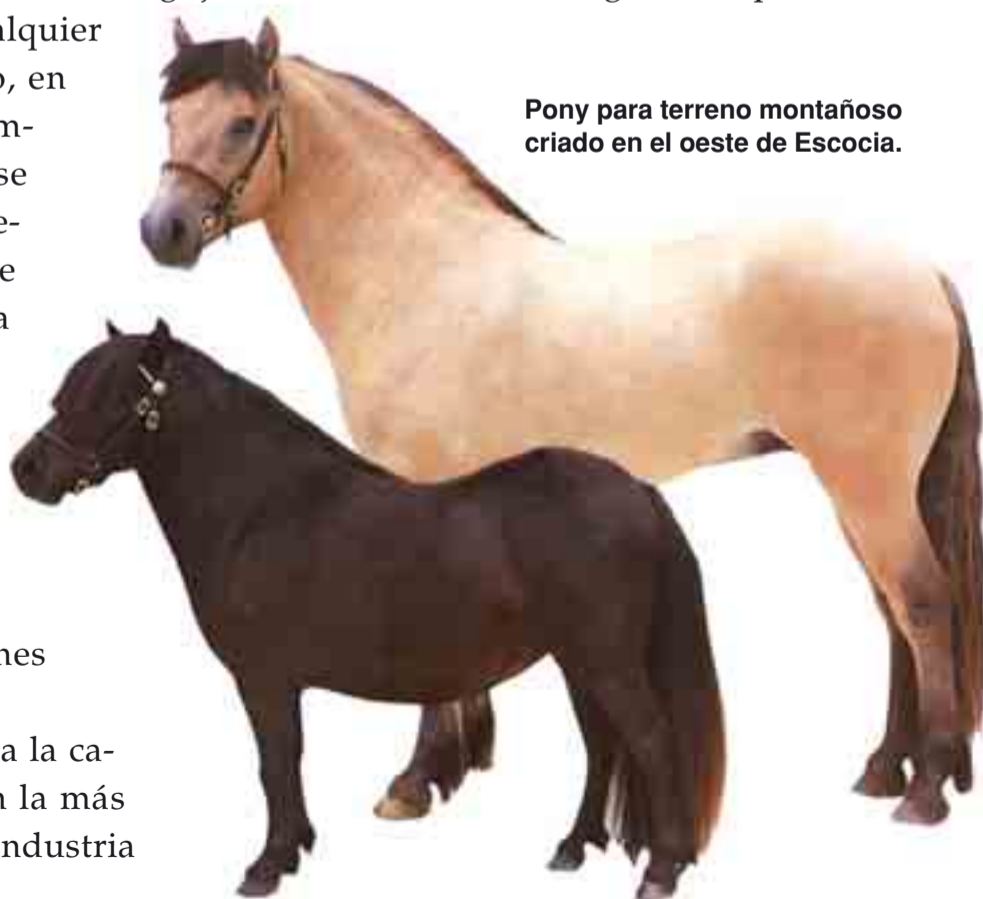 alquier
o, en
m-
se
e-
e
a
Pony para terreno montañoso
criado en el oeste de Escocia.
nes
a la ca-
n la más
ndustria